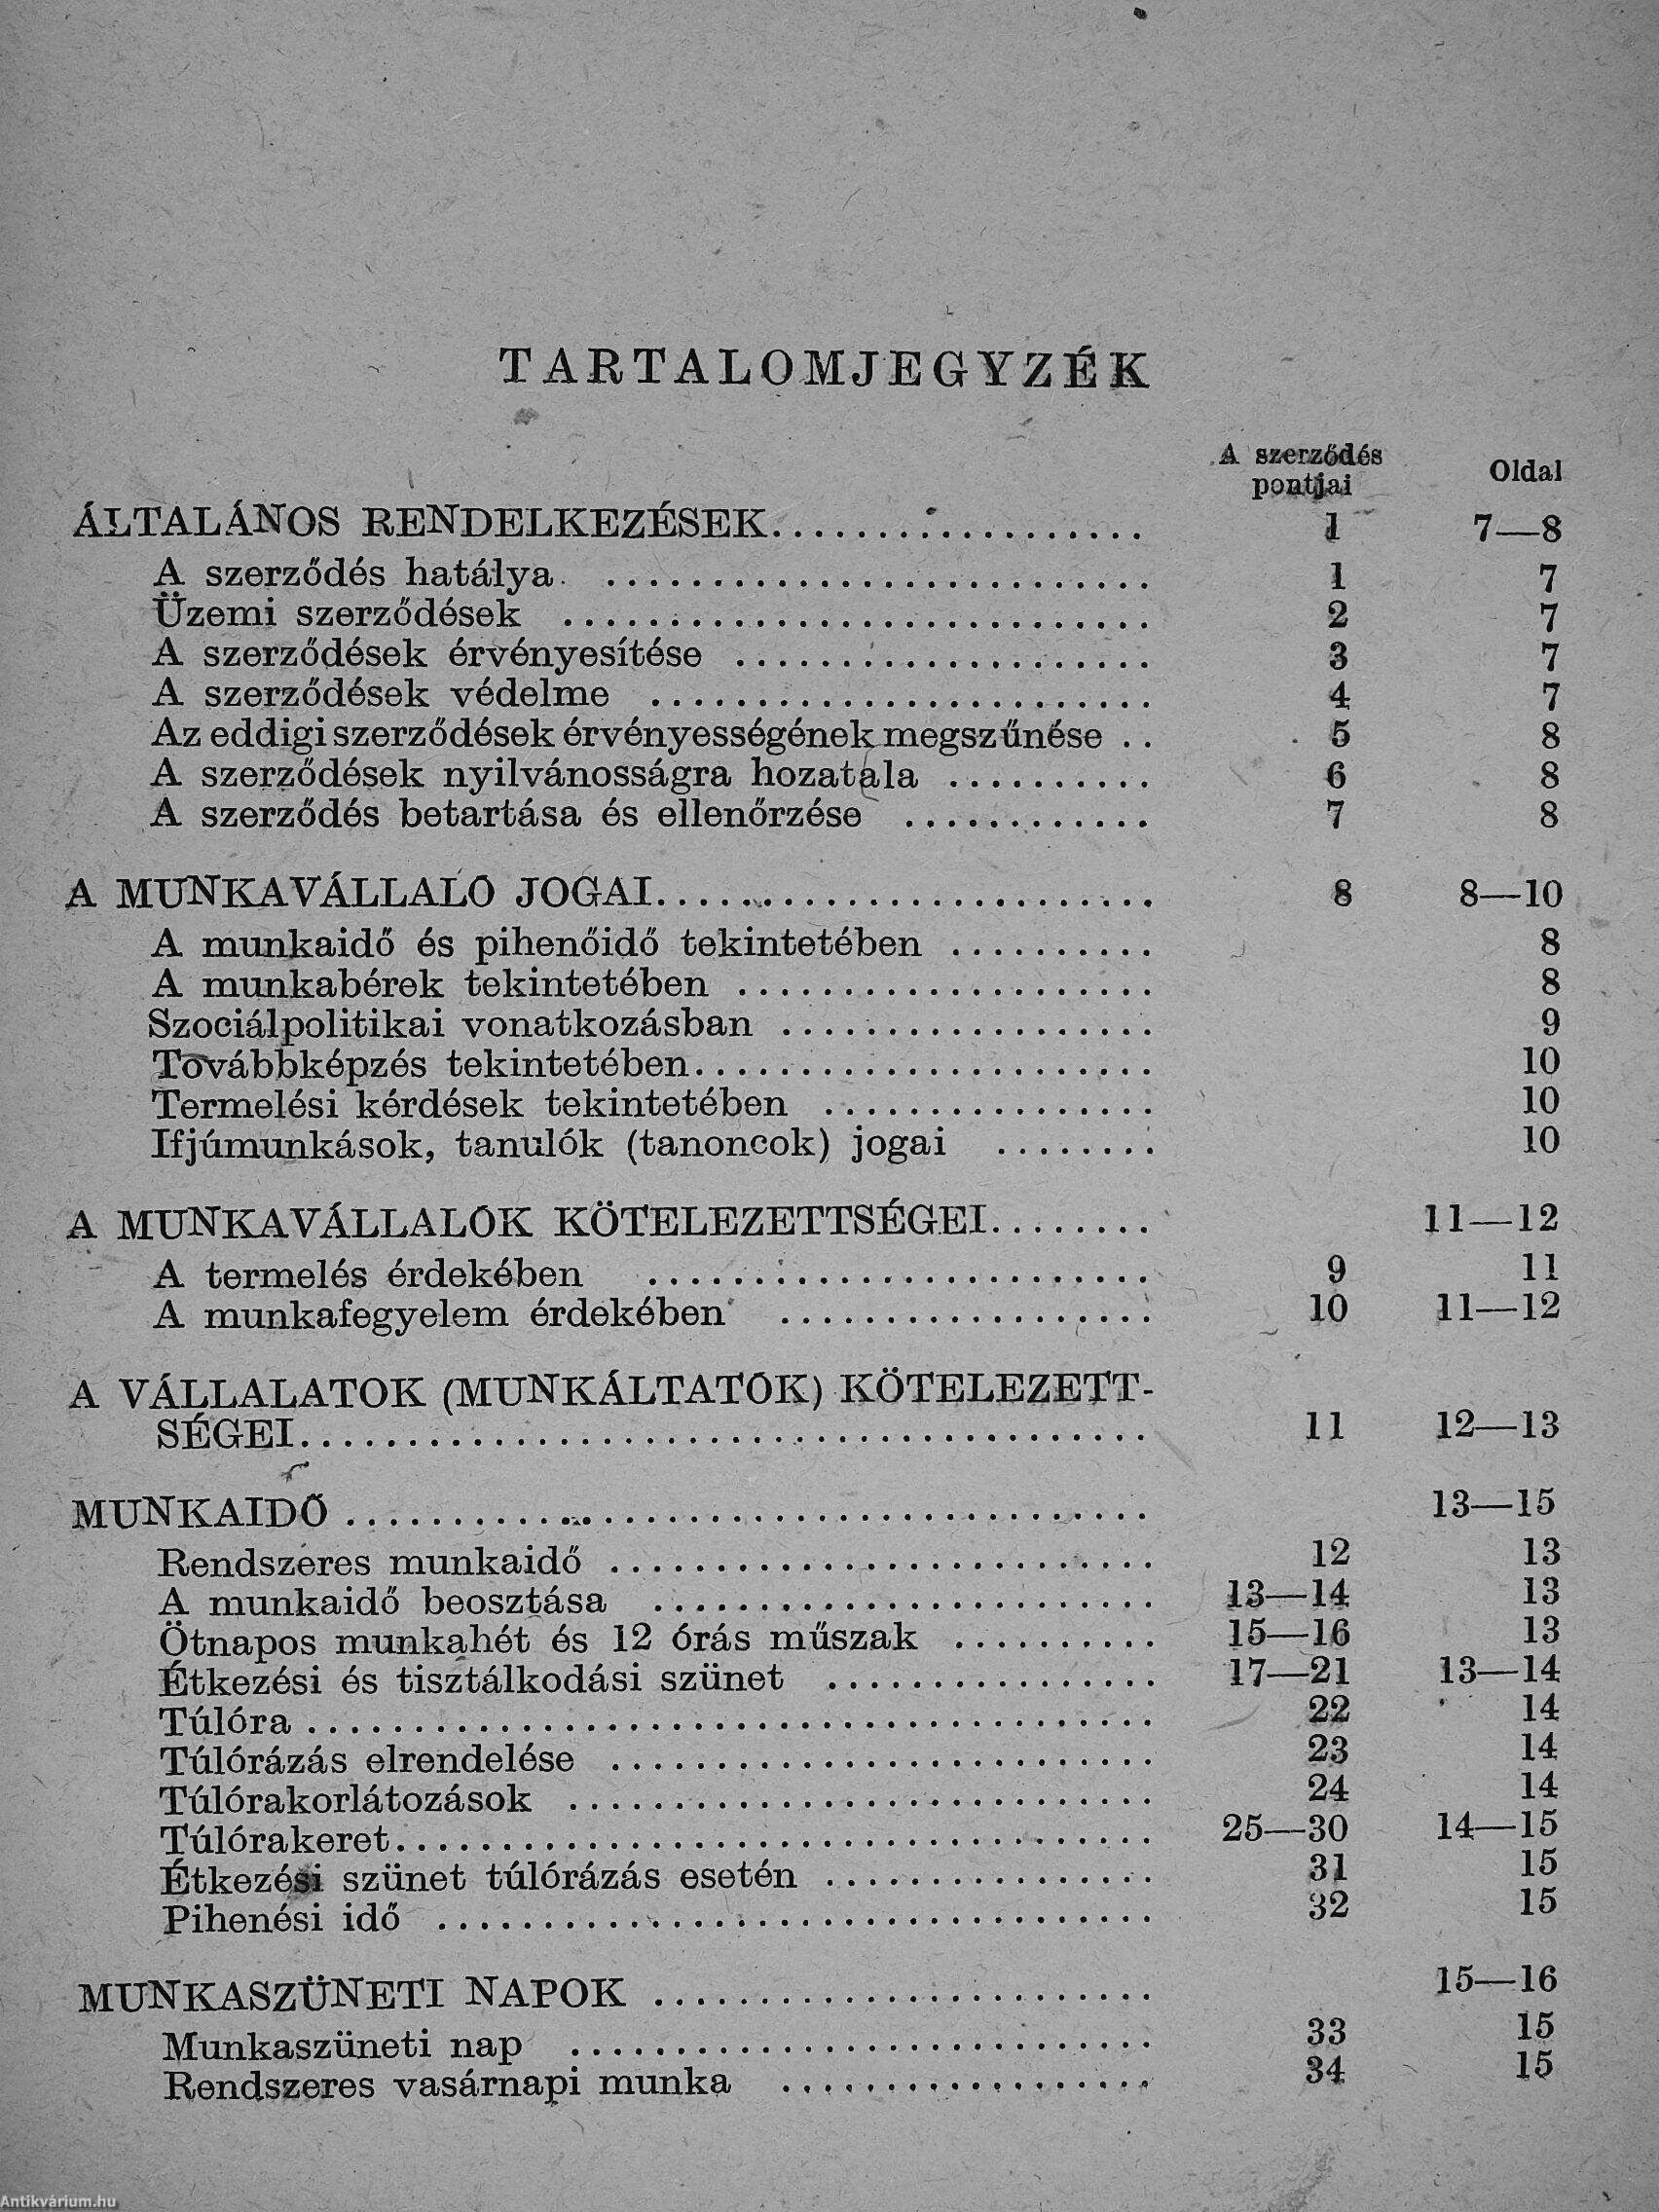 TARTALOMJEGYZÉK
A szerződés
pontjai Oldal
ÁLTALÁNOS RENDELKEZÉSEK.................. 1 7—8
A szerződés hatálya. .......................... 1 7
Üzemi szerződések ............................ 2 7
A szerződések érvényesítése .................... 3 7
A szerződések védelme ........................ 4 7
Az eddigi szerződések érvényességének megszűnése .. 5 8
A szerződések nyilvánosságra hozatala .......... 6 8
A szerződés betartása és ellenőrzése ............ 7 8
A MUNKAVÁLLALÓ JOGAI........................ 8 8—10
A munkaidő és pihenőidő tekintetében .......... 8
A munkabérek tekintetében .................... 8
Szociálpolitikai vonatkozásban .................. 9
Továbbképzés tekintetében...................... 10
Termelési kérdések tekintetében ................ 10
Ifjúmunkások, tanulók (tanoncok) jogai ........ 10
A MUNKAVÁLLALÓK KÖTELEZETTSÉGEI........ 11—12
A termelés érdekében ........................ 9 11
A munkafegyelem érdekében .................. 10 11—12
A VÁLLALATOK (MUNKÁLTATÓK) KÖTELEZETT-
SÉGEI........................................ 11 12—13
MUNKAIDŐ ...................................... 13—15
Rendszeres munkaidő .......................... 12 13
A munkaidő beosztása ........................ 13—14 13
Ötnapos munkahét és 12 órás műszak .......... 15—16 13
Étkezési és tisztálkodási szünet ................ 17—21 13—14
Túlóra ........................................ 22 14
Túlórázás elrendelése .......................... 23 14
Túlórakorlátozások ............................ 24 14
Túlórakeret.................................... 25—30 14—15
Étkezési szünet túlórázás esetén ................ 31 15
Pihenési idő .................................. 32 15
MUNKASZÜNETI NAPOK ........................ 15—16
Munkaszüneti nap ............................ 33 15
Rendszeres vasárnapi munka .................. 34 15
Antikvárium.hu